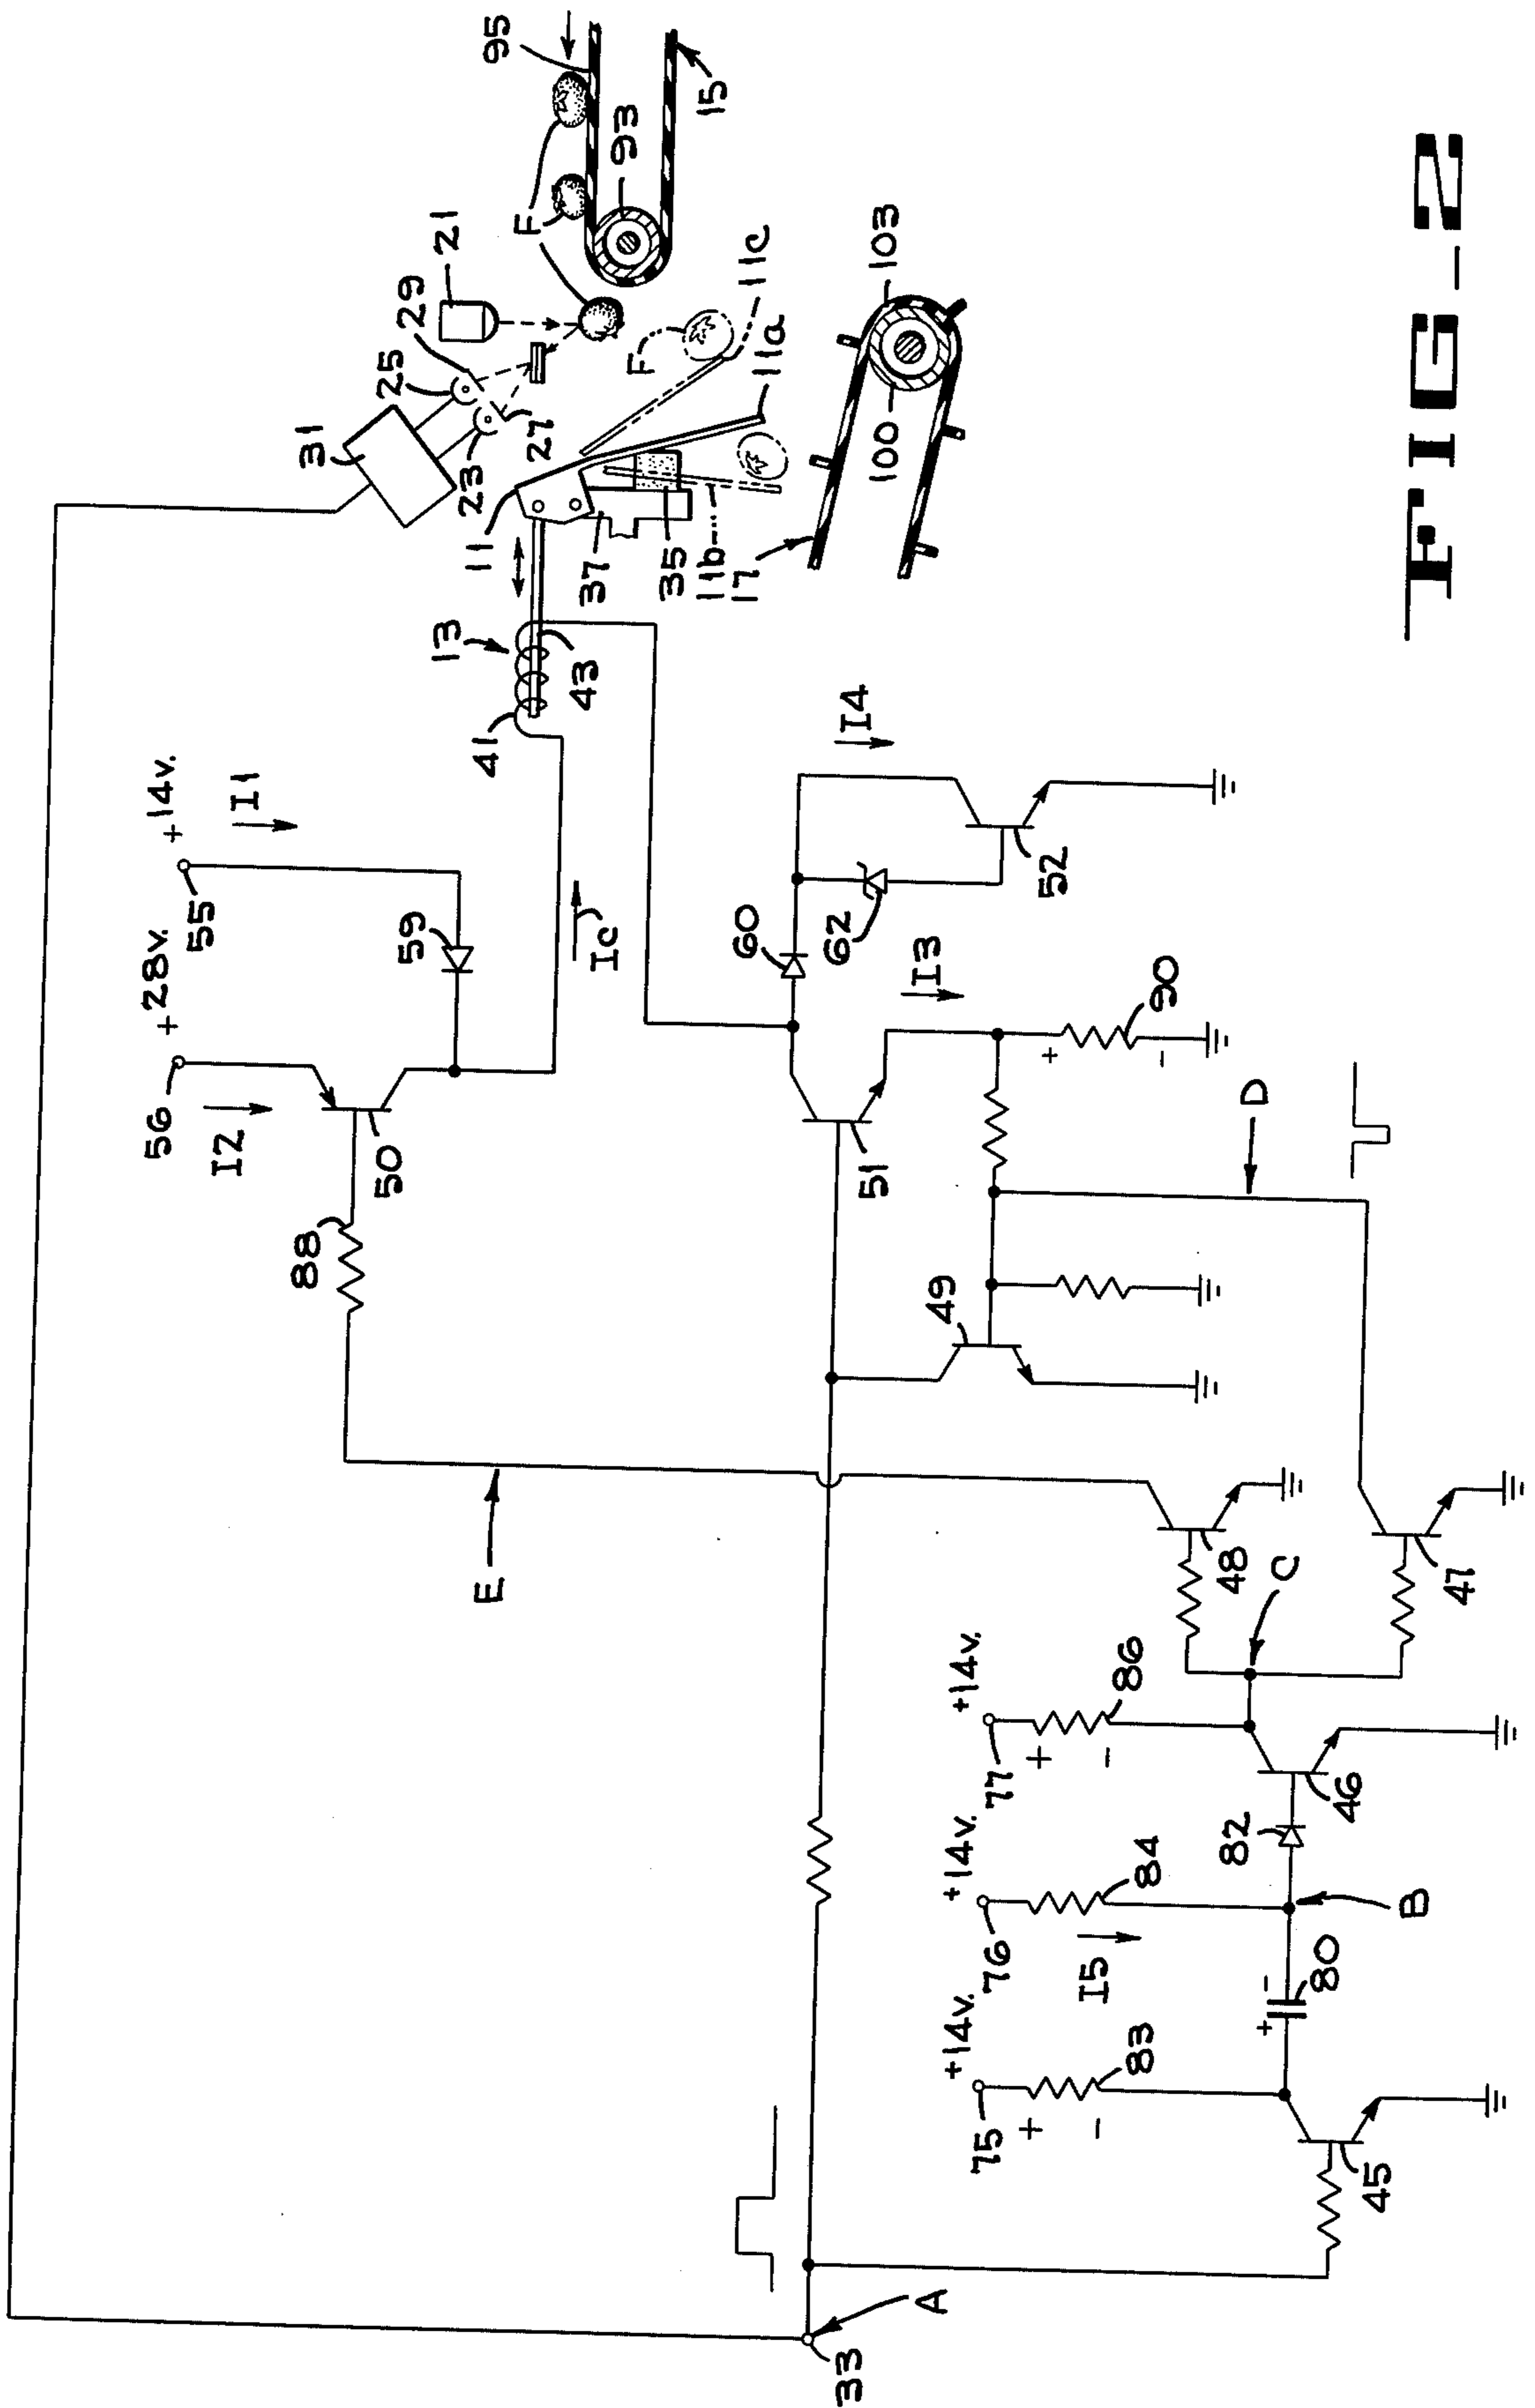 33
A
75
+14v.
83
+
-
45
+
80
-
B
76
+14v.
84
I5
82
77
+14v.
86
+
-
46
C
48
47
E
88
49
D
56
+28v.
I2
50
55
+14v.
I1
59
Ic
51
60
62
I3
90
+
-
52
I4
41
13
43
11
37
35
11b
17
31
23
25
27
29
21
F
F
11c
11a
95
93
15
100
103
FIG-2